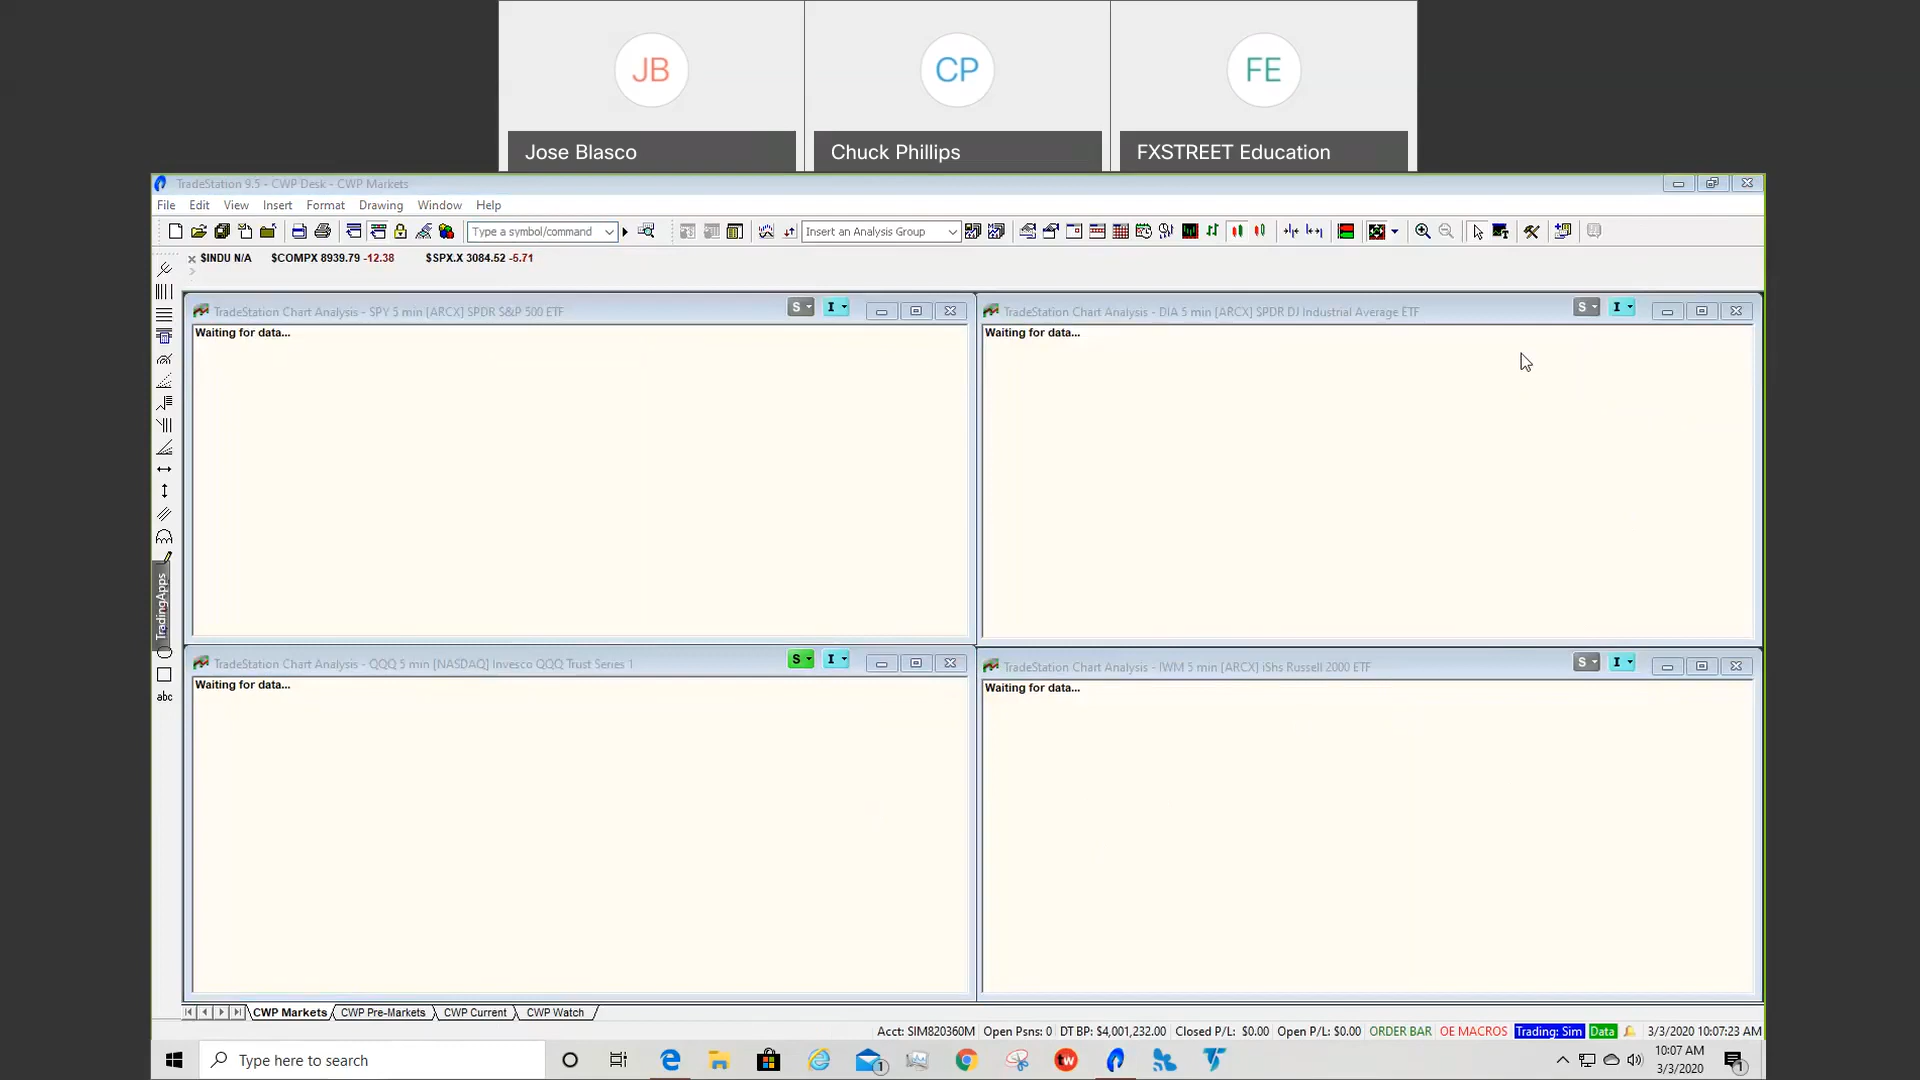 JB
CP
FE
Jose Blasco
Chuck Phillips
FXSTREET Education
TradeStation 9.5 - CWP Desk - CWP Markets
File Edit View Insert Format Drawing Window Help
Type a symbol/command
Insert an Analysis Group
$INDU N/A $COMPX 8939.79 -12.38 $SPX.X 3084.52 -5.71
TradeStation Chart Analysis - SPY 5 min [ARCX] SPDR S&P 500 ETF
S I
Waiting for data...
TradeStation Chart Analysis - DIA 5 min [ARCX] SPDR DJ Industrial Average ETF
S I
Waiting for data...
TradingApps
abc
TradeStation Chart Analysis - QQQ 5 min [NASDAQ] Invesco QQQ Trust Series 1
S I
Waiting for data...
TradeStation Chart Analysis - IWM 5 min [ARCX] iShs Russell 2000 ETF
S I
Waiting for data...
CWP Markets CWP Pre-Markets CWP Current CWP Watch
Acct: SIM820360M Open Psns: 0 DT BP: $4,001,232.00 Closed P/L: $0.00 Open P/L: $0.00 ORDER BAR OE MACROS Trading: Sim Data 3/3/2020 10:07:23 AM
Type here to search
1
tw
10:07 AM
3/3/2020
1